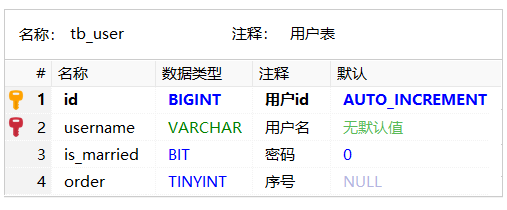 名称： tb_user 注释： 用户表
# 名称 数据类型 注释 默认
1 id BIGINT 用户id AUTO_INCREMENT
2 username VARCHAR 用户名 无默认值
3 is_married BIT 密码 0
4 order TINYINT 序号 NULL